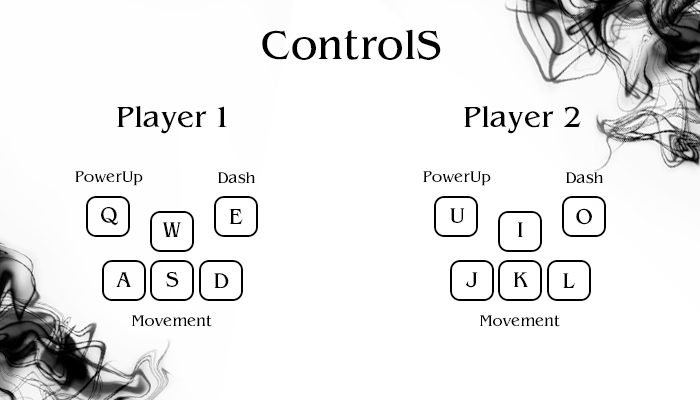 ControlS
Player 1
Player 2
PowerUp
Dash
Q
W
E
A
S
D
Movement
PowerUp
Dash
U
I
O
J
K
L
Movement